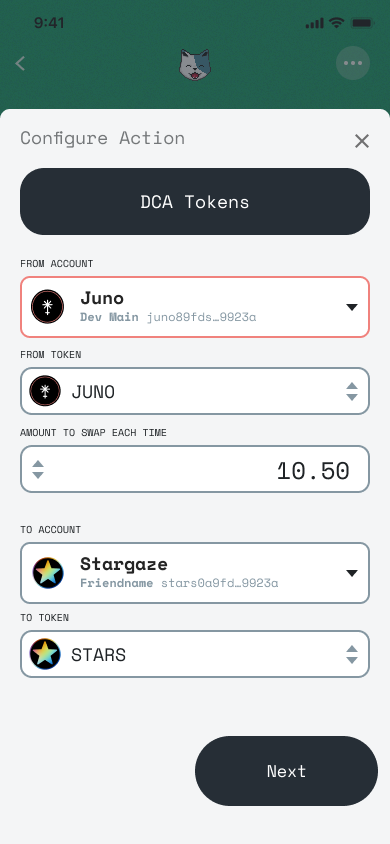 9:41
Configure Action
DCA Tokens
FROM ACCOUNT
Juno
Dev Main juno89fds…9923a
FROM TOKEN
JUNO
AMOUNT TO SWAP EACH TIME
10.50
TO ACCOUNT
Stargaze
Friendname stars0a9fd…9923a
TO TOKEN
STARS
Next